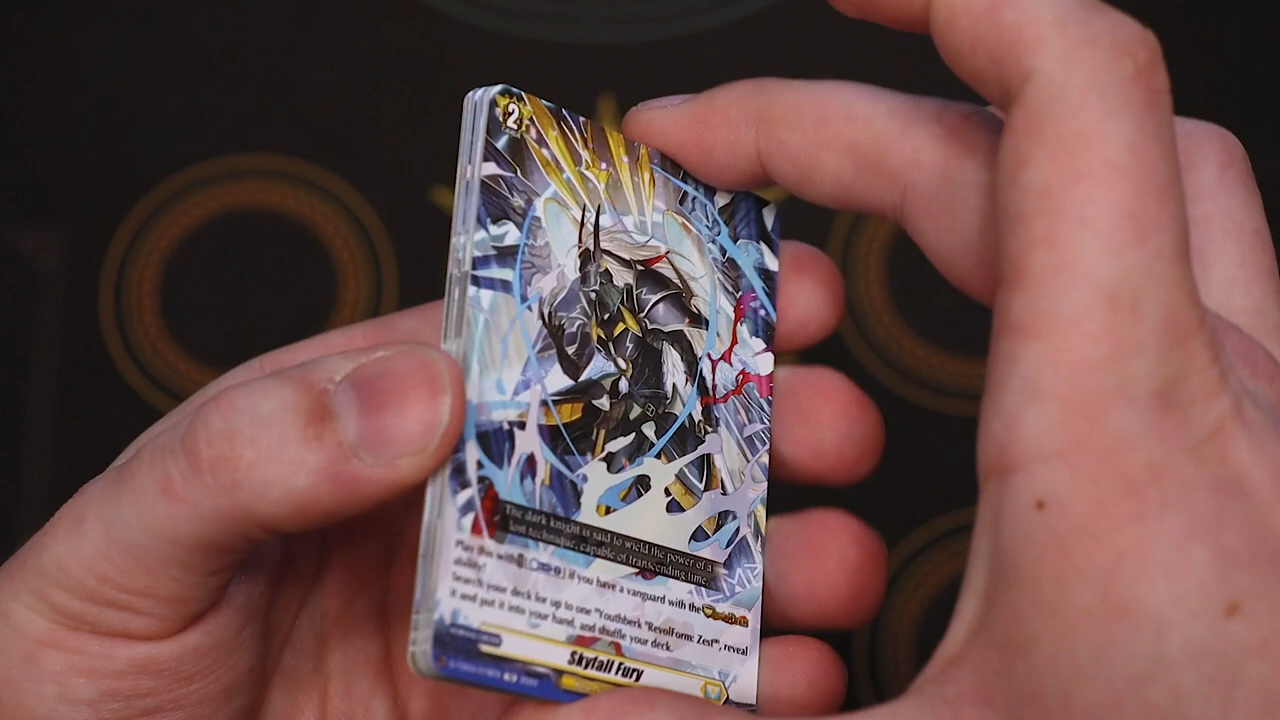 2
The dark knight is said to wield the power of a
lost technique, capable of transcending time.
Play this with if you have a vanguard with the
ability!
Search your deck for up to one "Youthberk "RevolForm: Zest"", reveal
it and put it into your hand, and shuffle your deck.
Skyfall Fury